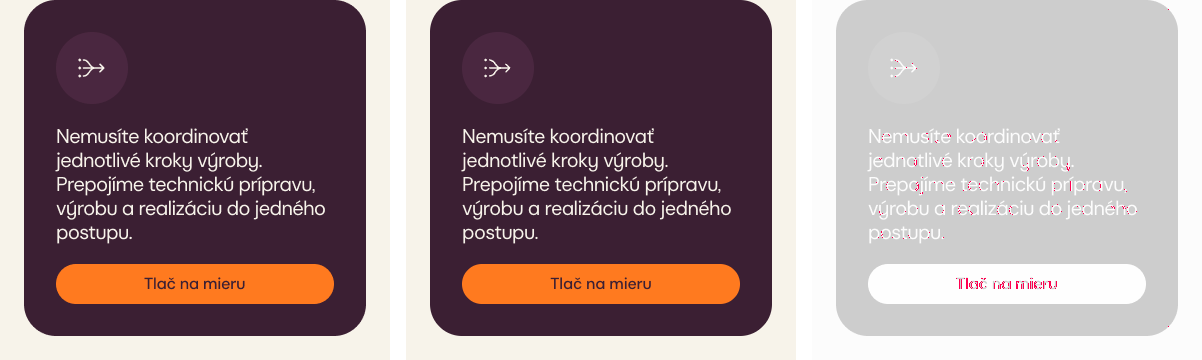 Nemusíte koordinovať
jednotlivé kroky výroby.
Prepojíme technickú prípravu,
výrobu a realizáciu do jedného
postupu.
Tlač na mieru
Nemusíte koordinovať
jednotlivé kroky výroby.
Prepojíme technickú prípravu,
výrobu a realizáciu do jedného
postupu.
Tlač na mieru
Nemusíte koordinovať
jednotlivé kroky výroby.
Prepojíme technickú prípravu,
výrobu a realizáciu do jedného
postupu.
Tlač na mieru